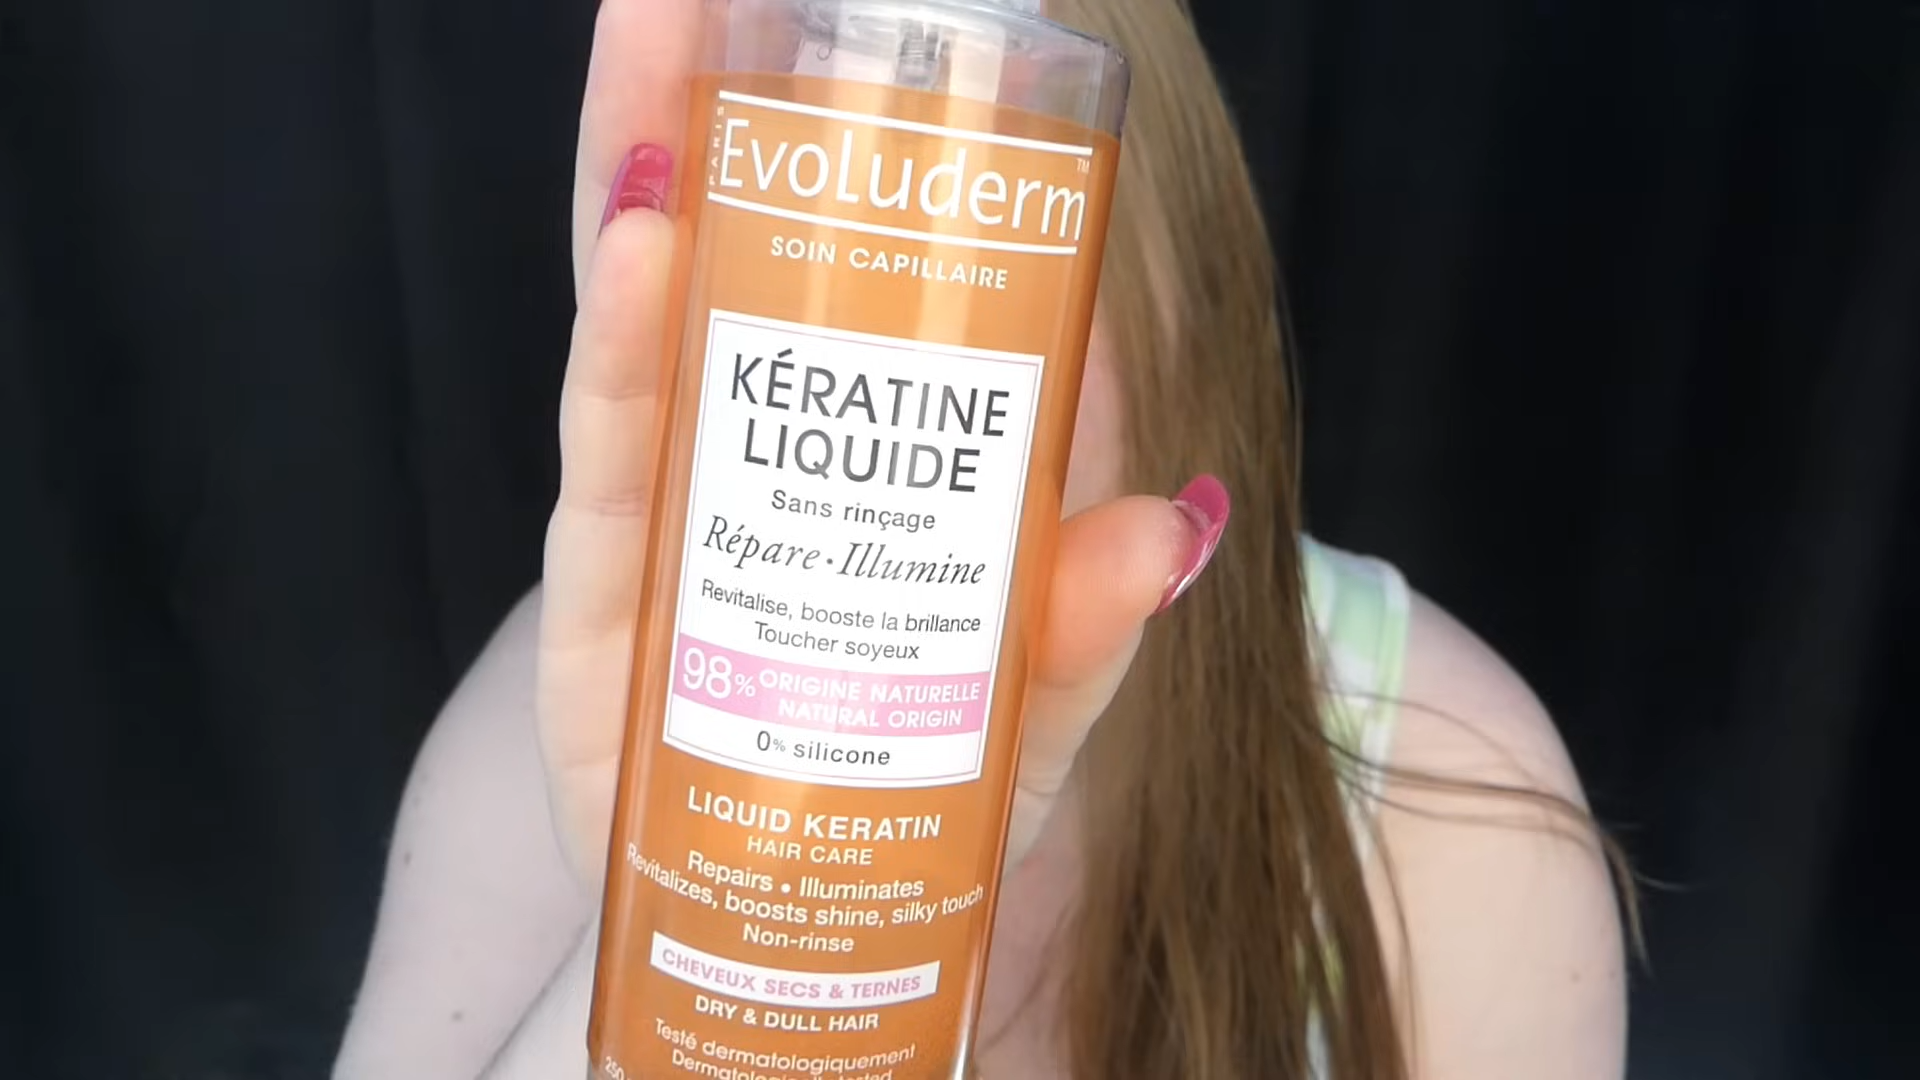 PARIS
EvoLuderm™
SOIN CAPILLAIRE
KÉRATINE
LIQUIDE
Sans rinçage
Répare • Illumine
Revitalise, booste la brillance
Toucher soyeux
98% ORIGINE NATURELLE
NATURAL ORIGIN
0% silicone
LIQUID KERATIN
HAIR CARE
Repairs • Illuminates
Revitalizes, boosts shine, silky touch
Non-rinse
CHEVEUX SECS & TERNES
DRY & DULL HAIR
Testé dermatologiquement
250